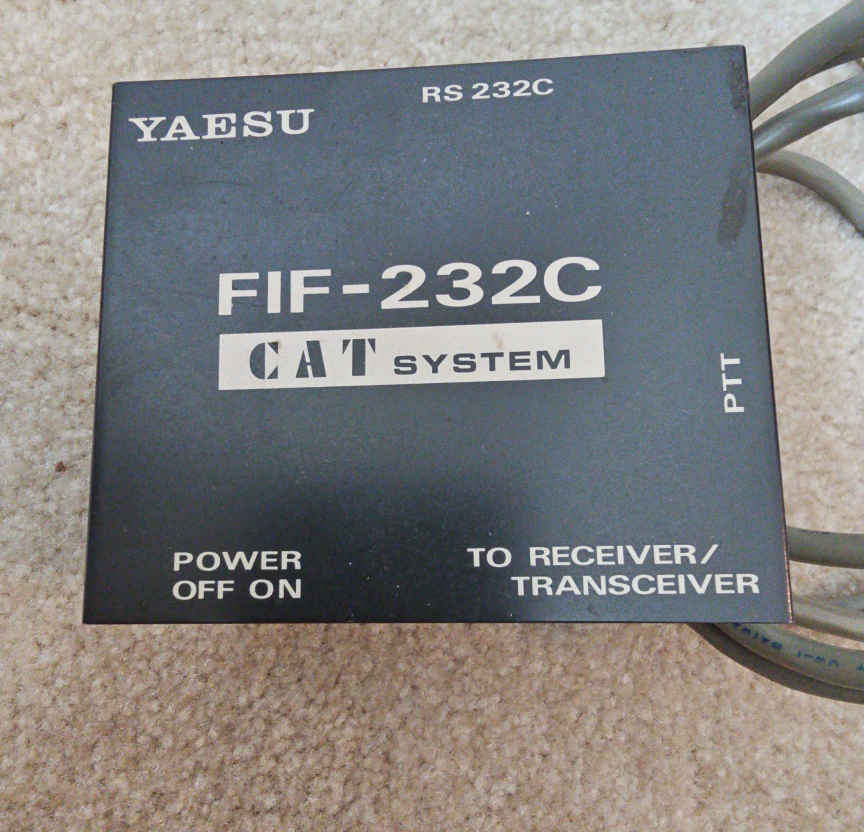 YAESU
RS 232C
FIF-232C
CAT SYSTEM
PTT
POWER
OFF ON
TO RECEIVER/
TRANSCEIVER